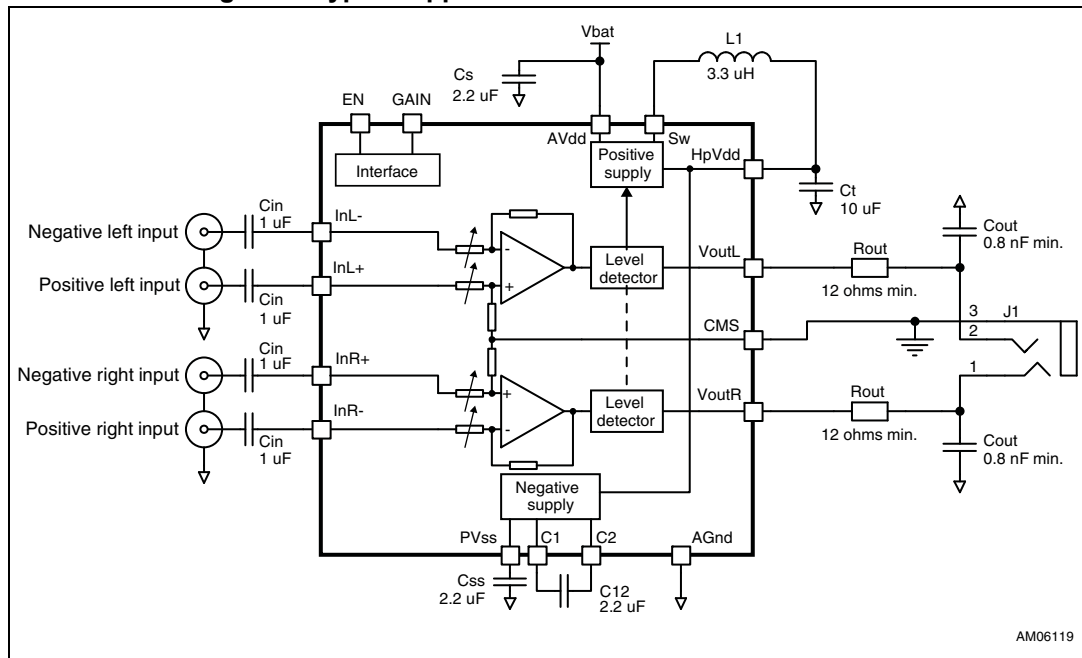 Vbat
L1
3.3 uH
Cs
2.2 uF
EN
GAIN
AVdd
Sw
HpVdd
Interface
Positive
supply
Ct
10 uF
Cin
1 uF
InL-
Negative left input
Cout
0.8 nF min.
-
+
Level
detector
VoutL
Rout
12 ohms min.
InL+
Positive left input
Cin
1 uF
CMS
3
J1
2
1
Cin
1 uF
InR+
Negative right input
+
-
Level
detector
VoutR
Rout
12 ohms min.
InR-
Positive right input
Cin
1 uF
Cout
0.8 nF min.
Negative
supply
PVss
C1
C2
AGnd
Css
2.2 uF
C12
2.2 uF
AM06119